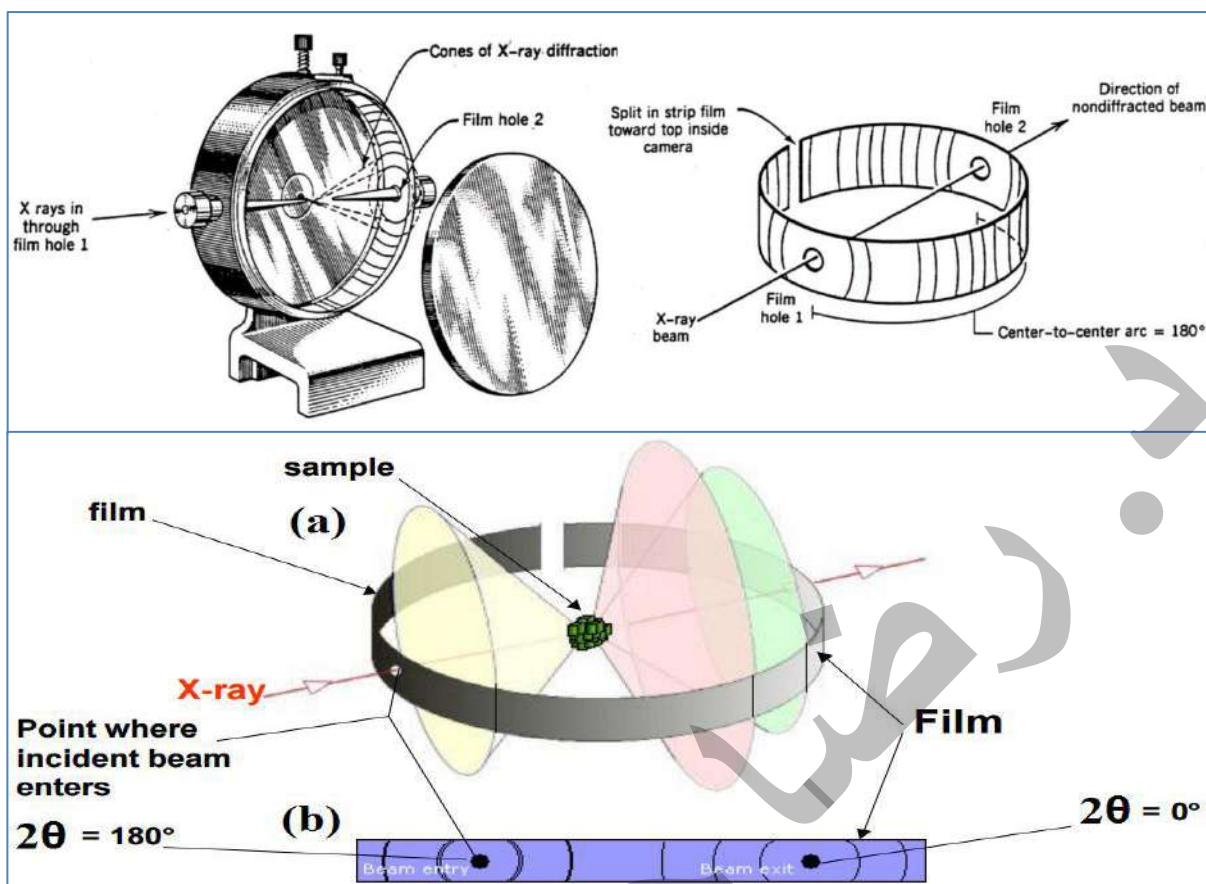 Cones of X-ray diffraction
Film hole 2
X rays in
through
film hole 1
Split in strip film
toward top inside
camera
Film
hole 2
Direction of
nondiffracted beam
X-ray
beam
Film
hole 1
Center-to-center arc = 180°
sample
film
(a)
X-ray
Point where
incident beam
enters
2θ = 180°
(b)
Film
2θ = 0°
Beam entry
Beam exit